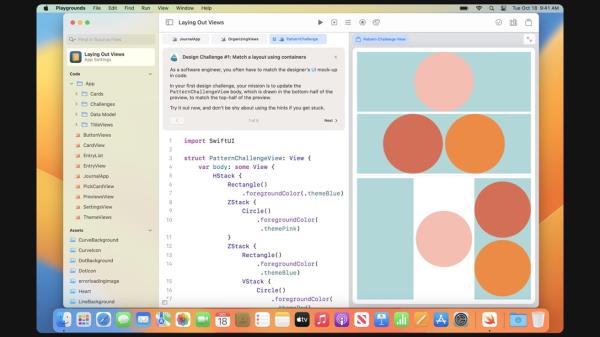 Playgrounds File Edit Find Run View Window Help
Tue Oct 18 9:41 AM
Laying Out Views
Find in Source Files
Laying Out Views
App Settings
Code
App
Cards
Challenges
Data Model
TitleViews
ButtonViews
CardView
EntryList
EntryView
JournalApp
PickCardView
PreviewsView
SettingsView
ThemeViews
Assets
CurveBackground
CurveIcon
DotBackground
DotIcon
errorloadingimage
Heart
LineBackground
JournalApp
OrganizingViews
PatternChallenge
Design Challenge #1: Match a layout using containers
As a software engineer, you often have to match the designer's UI mock-up
in code.
In your first design challenge, your mission is to update the
PatternChallengeView body, which is drawn in the bottom-half of the
preview, to match the top-half of the preview.
Try it out now, and don't be shy about using the hints if you get stuck.
Next
1 import SwiftUI
2
3 struct PatternChallengeView: View {
4 var body: some View {
5 HStack {
6 Rectangle()
7 .foregroundColor(.themeBlue)
8 ZStack {
9 Circle()
10 .foregroundColor(
.themePink)
11 }
12 ZStack {
13 Rectangle()
14 .foregroundColor(
.themeBlue)
15 VStack {
16 Circle()
17 .foregroundColor(
Pattern Challenge View
OCT
18
tv